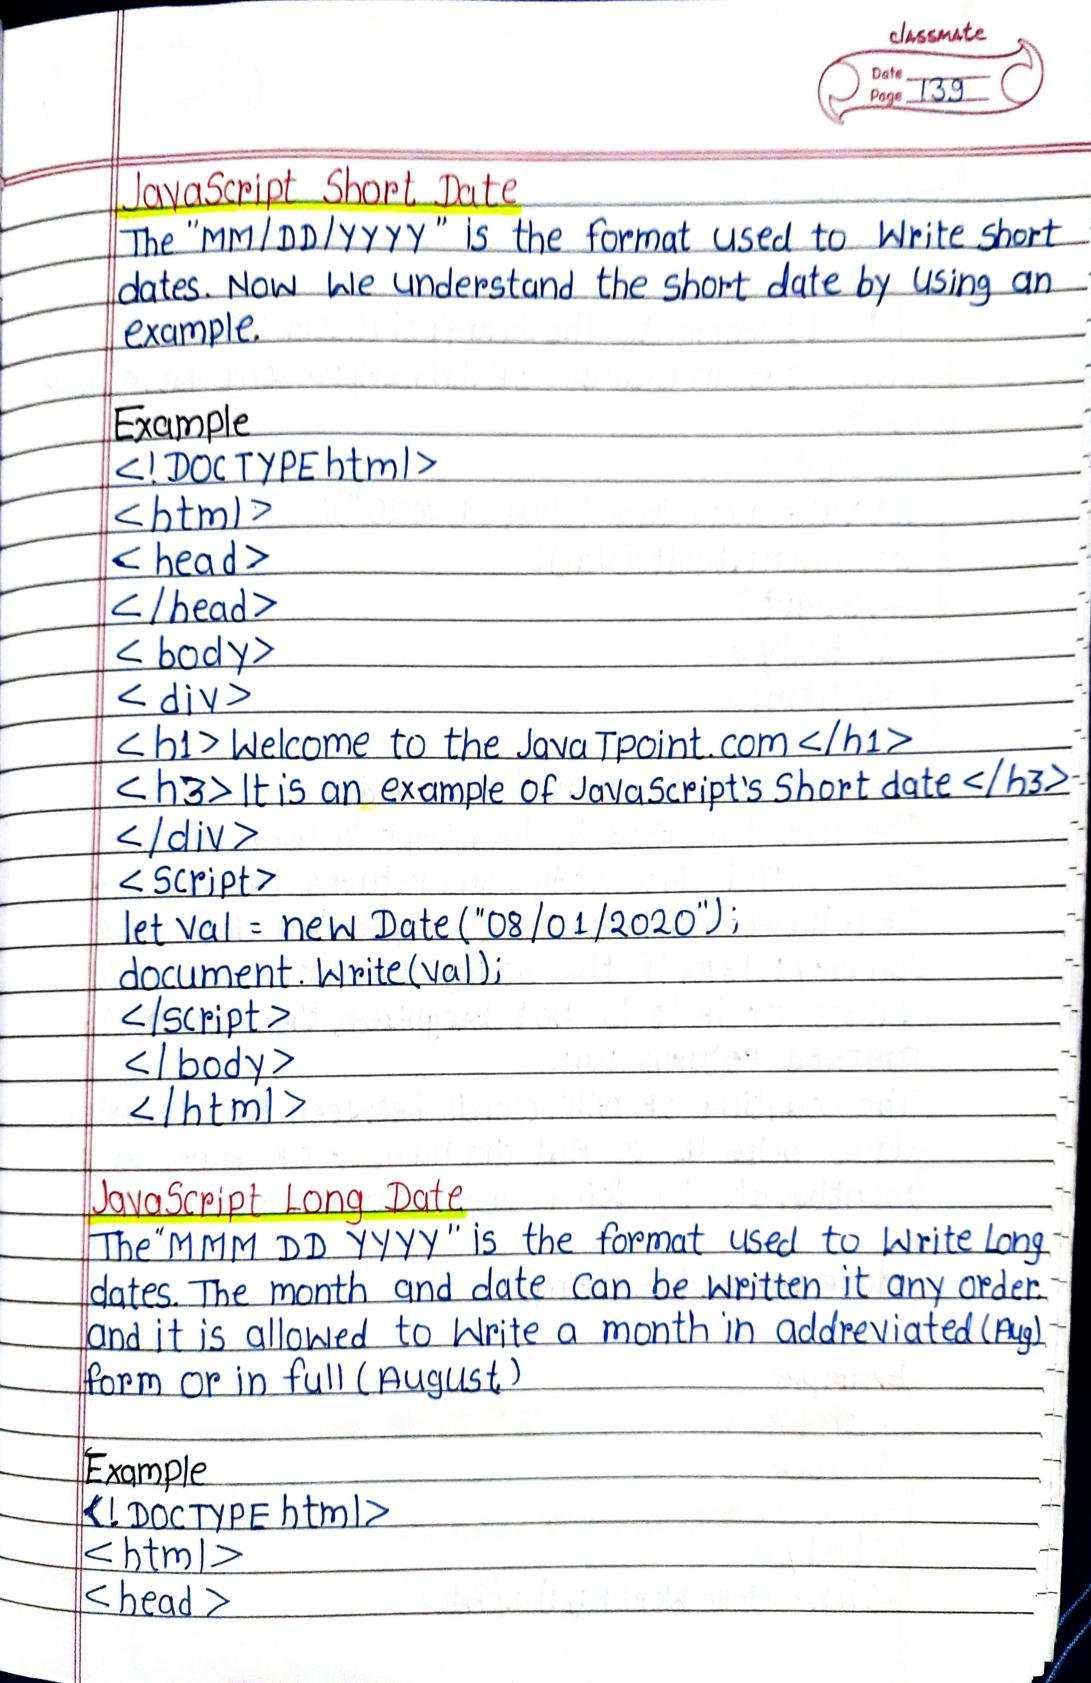 classmate
Date
Page 139
JavaScript Short Date
The "MM/DD/YYYY" is the format used to Write short
dates. Now We understand the short date by Using an
example.
Example
<!DOCTYPE html>
<html>
<head>
</head>
<body>
<div>
<h1> Welcome to the JavaTpoint.com </h1>
<h3> It is an example of JavaScript's Short date </h3>
</div>
<script>
let val = new Date("08/01/2020");
document.Write(val);
</script>
</body>
</html>
JavaScript Long Date
The "MMM DD YYYY" is the format used to Write Long
dates. The month and date Can be written it any order
and it is allowed to Write a month in addreviated (Aug)
form or in full (August)
Example
<!DOCTYPE html>
<html>
<head>